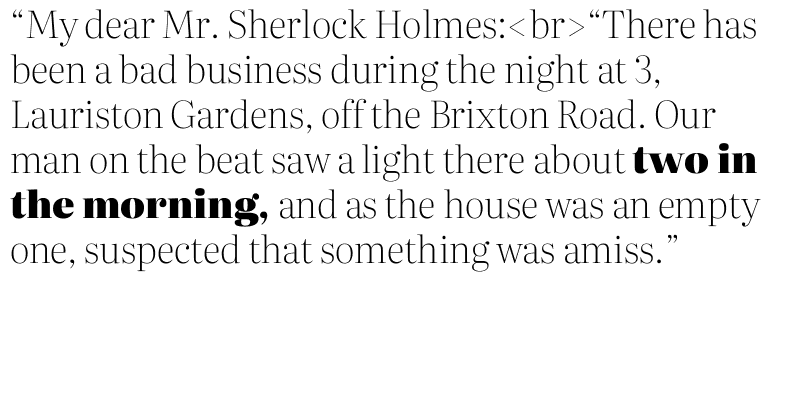 “My dear Mr. Sherlock Holmes:<br>“There has
been a bad business during the night at 3,
Lauriston Gardens, off the Brixton Road. Our
man on the beat saw a light there about two in
the morning, and as the house was an empty
one, suspected that something was amiss.”